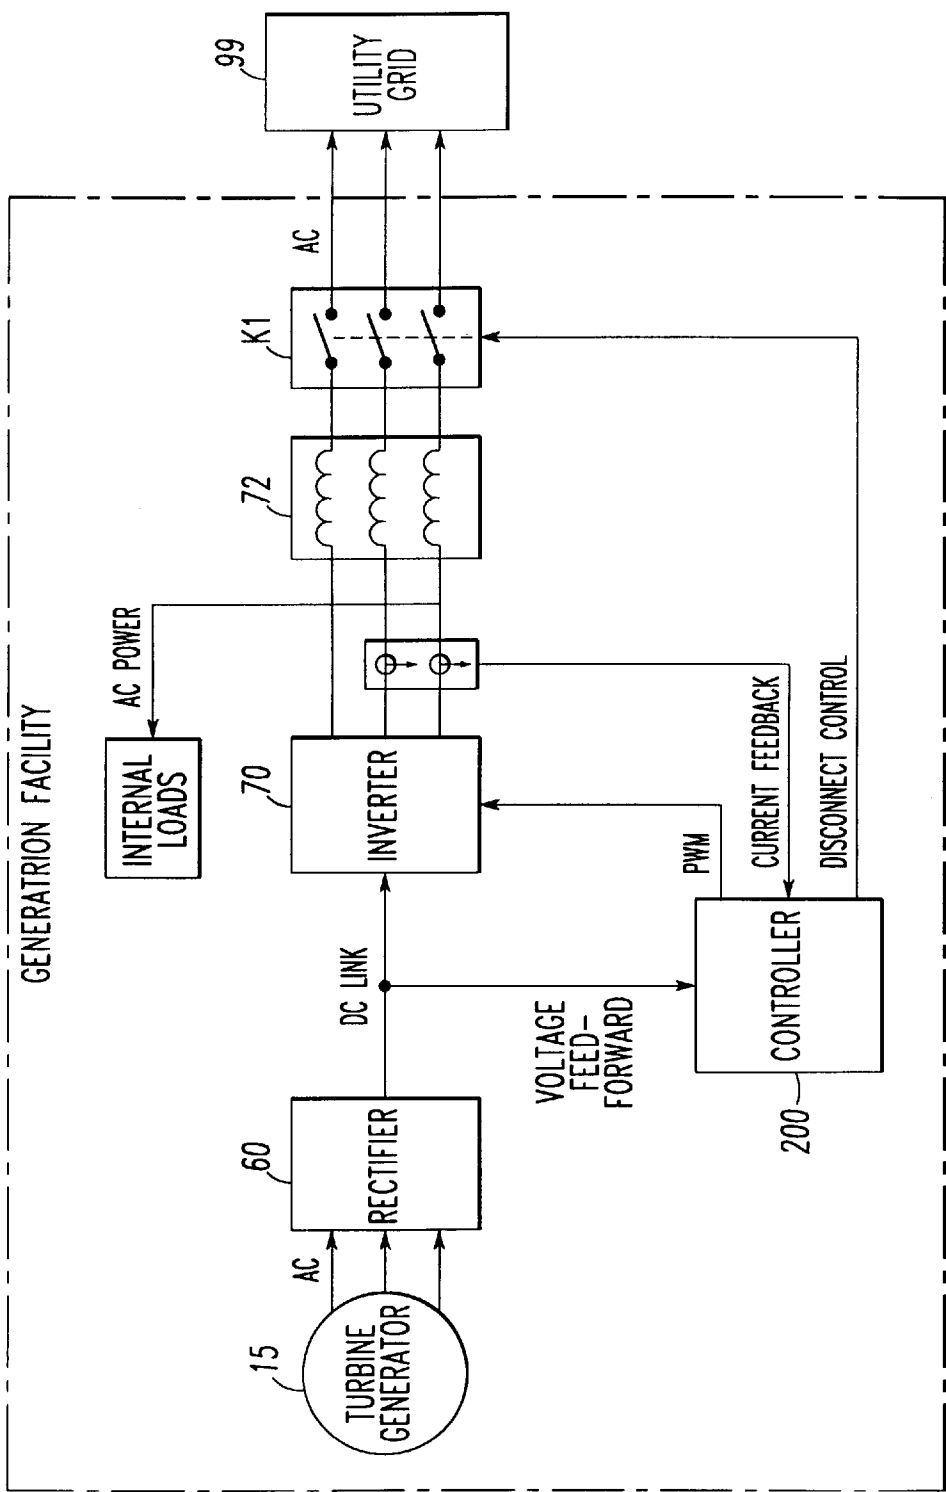 GENERATRION FACILITY
INTERNAL
LOADS
AC POWER
15
TURBINE
GENERATOR
AC
60
RECTIFIER
DC LINK
70
INVERTER
72
K1
AC
99
UTILITY
GRID
VOLTAGE
FEED-
FORWARD
PWM
CURRENT FEEDBACK
DISCONNECT CONTROL
CONTROLLER
200